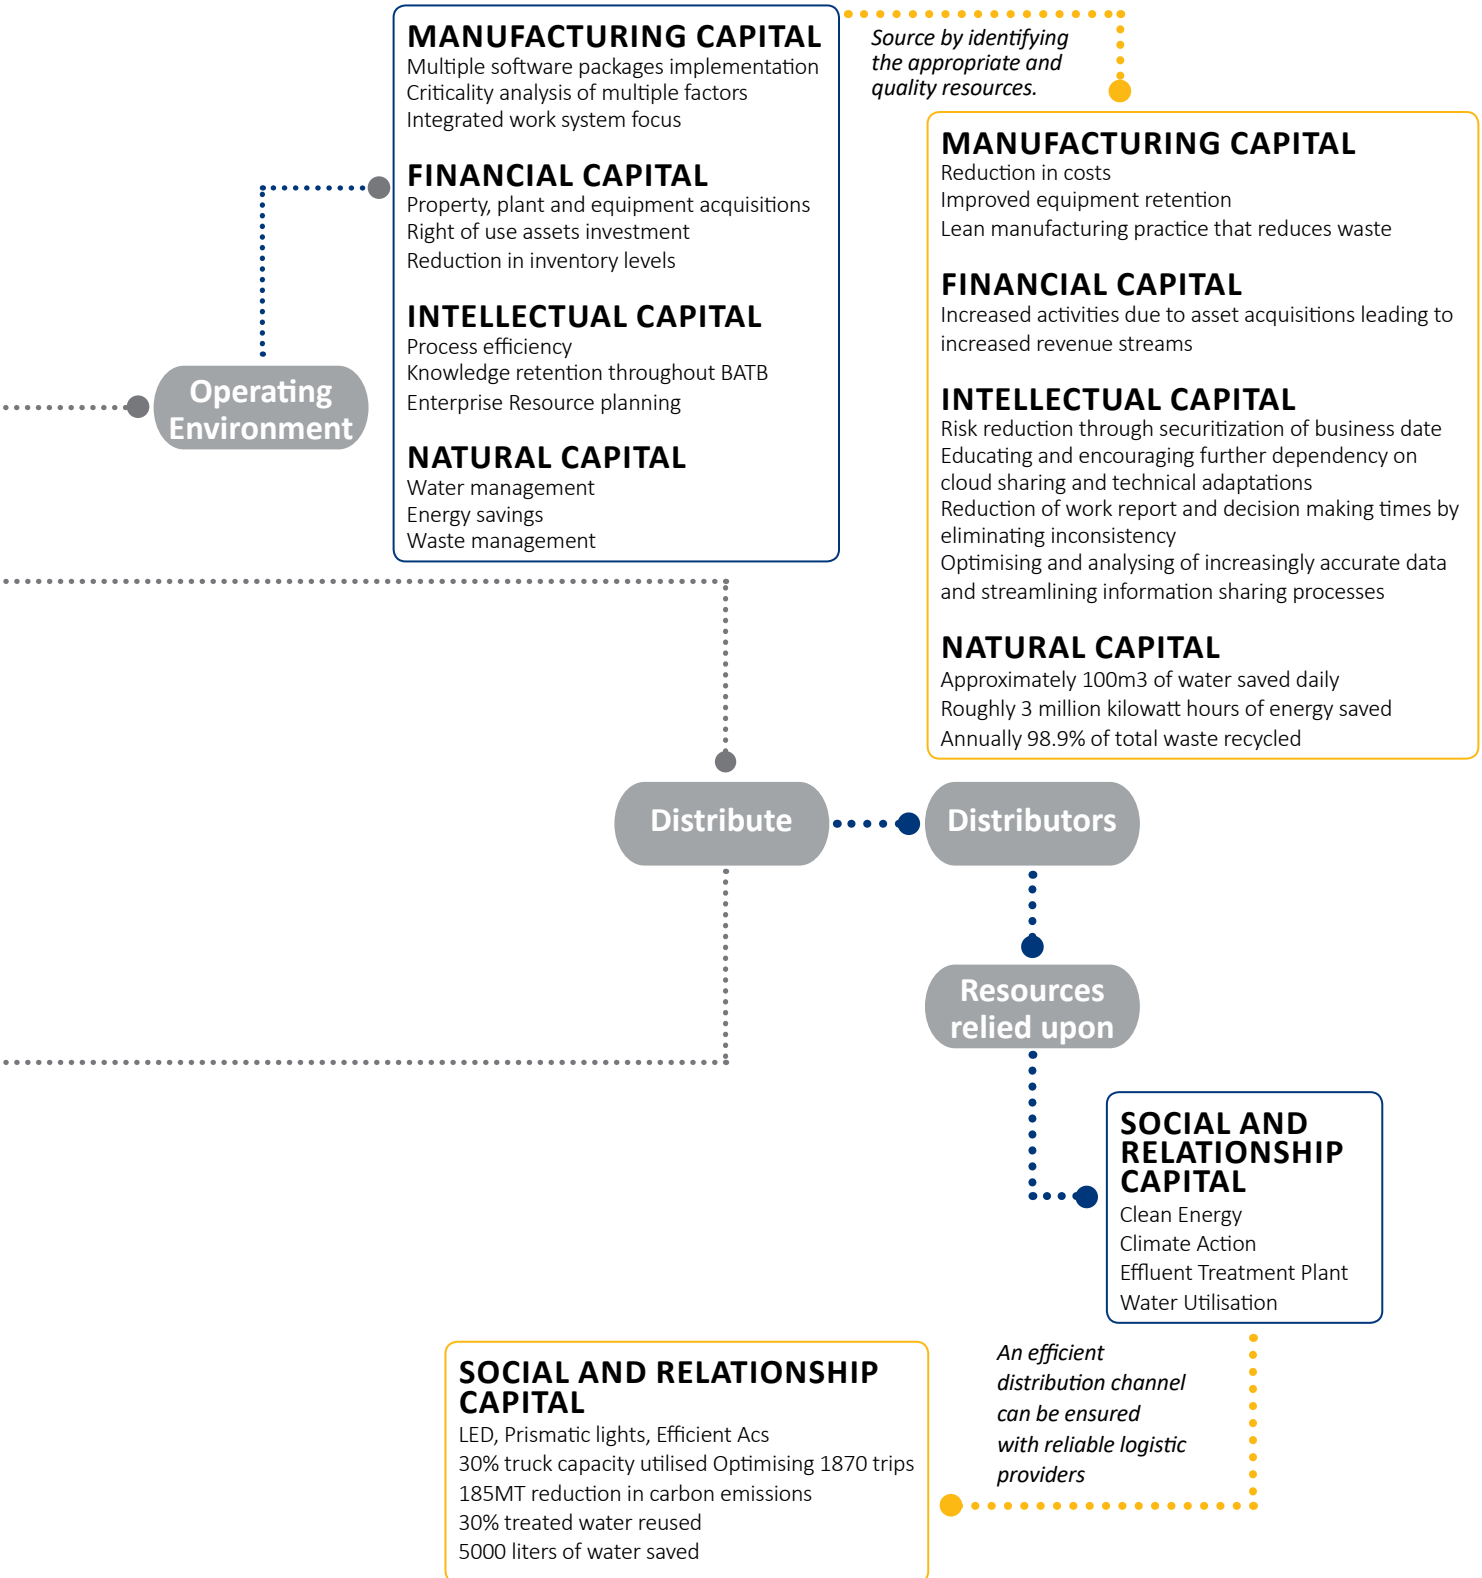 MANUFACTURING CAPITAL
Multiple software packages implementation
Criticality analysis of multiple factors
Integrated work system focus
FINANCIAL CAPITAL
Property, plant and equipment acquisitions
Right of use assets investment
Reduction in inventory levels
INTELLECTUAL CAPITAL
Process efficiency
Knowledge retention throughout BATB
Enterprise Resource planning
NATURAL CAPITAL
Water management
Energy savings
Waste management
Source by identifying
the appropriate and
quality resources.
MANUFACTURING CAPITAL
Reduction in costs
Improved equipment retention
Lean manufacturing practice that reduces waste
FINANCIAL CAPITAL
Increased activities due to asset acquisitions leading to
increased revenue streams
INTELLECTUAL CAPITAL
Risk reduction through securitization of business date
Educating and encouraging further dependency on
cloud sharing and technical adaptations
Reduction of work report and decision making times by
eliminating inconsistency
Optimising and analysing of increasingly accurate data
and streamlining information sharing processes
NATURAL CAPITAL
Approximately 100m3 of water saved daily
Roughly 3 million kilowatt hours of energy saved
Annually 98.9% of total waste recycled
Operating
Environment
Distribute
Distributors
Resources
relied upon
SOCIAL AND
RELATIONSHIP
CAPITAL
Clean Energy
Climate Action
Effluent Treatment Plant
Water Utilisation
An efficient
distribution channel
can be ensured
with reliable logistic
providers
SOCIAL AND RELATIONSHIP
CAPITAL
LED, Prismatic lights, Efficient Acs
30% truck capacity utilised Optimising 1870 trips
185MT reduction in carbon emissions
30% treated water reused
5000 liters of water saved